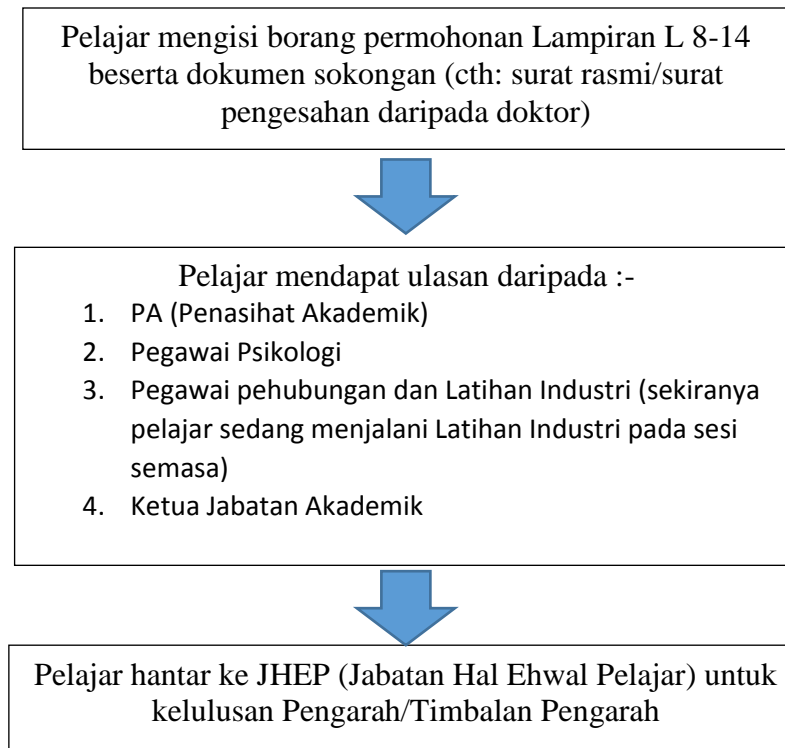 Pelajar mengisi borang permohonan Lampiran L 8-14
beserta dokumen sokongan (cth: surat rasmi/surat
pengesahan daripada doktor)
Pelajar mendapat ulasan daripada :-
1. PA (Penasihat Akademik)
2. Pegawai Psikologi
3. Pegawai pehubungan dan Latihan Industri (sekiranya
pelajar sedang menjalani Latihan Industri pada sesi
semasa)
4. Ketua Jabatan Akademik
Pelajar hantar ke JHEP (Jabatan Hal Ehwal Pelajar) untuk
kelulusan Pengarah/Timbalan Pengarah